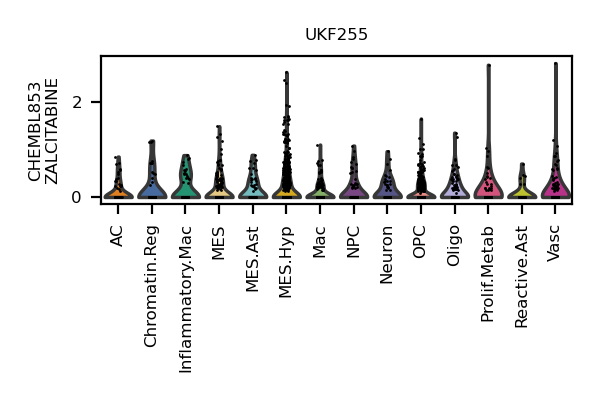 UKF255
CHEMBL853
ZALCITABINE
2
0
AC
Chromatin.Reg
Inflammatory.Mac
MES
MES.Ast
MES.Hyp
Mac
NPC
Neuron
OPC
Oligo
Prolif.Metab
Reactive.Ast
Vasc